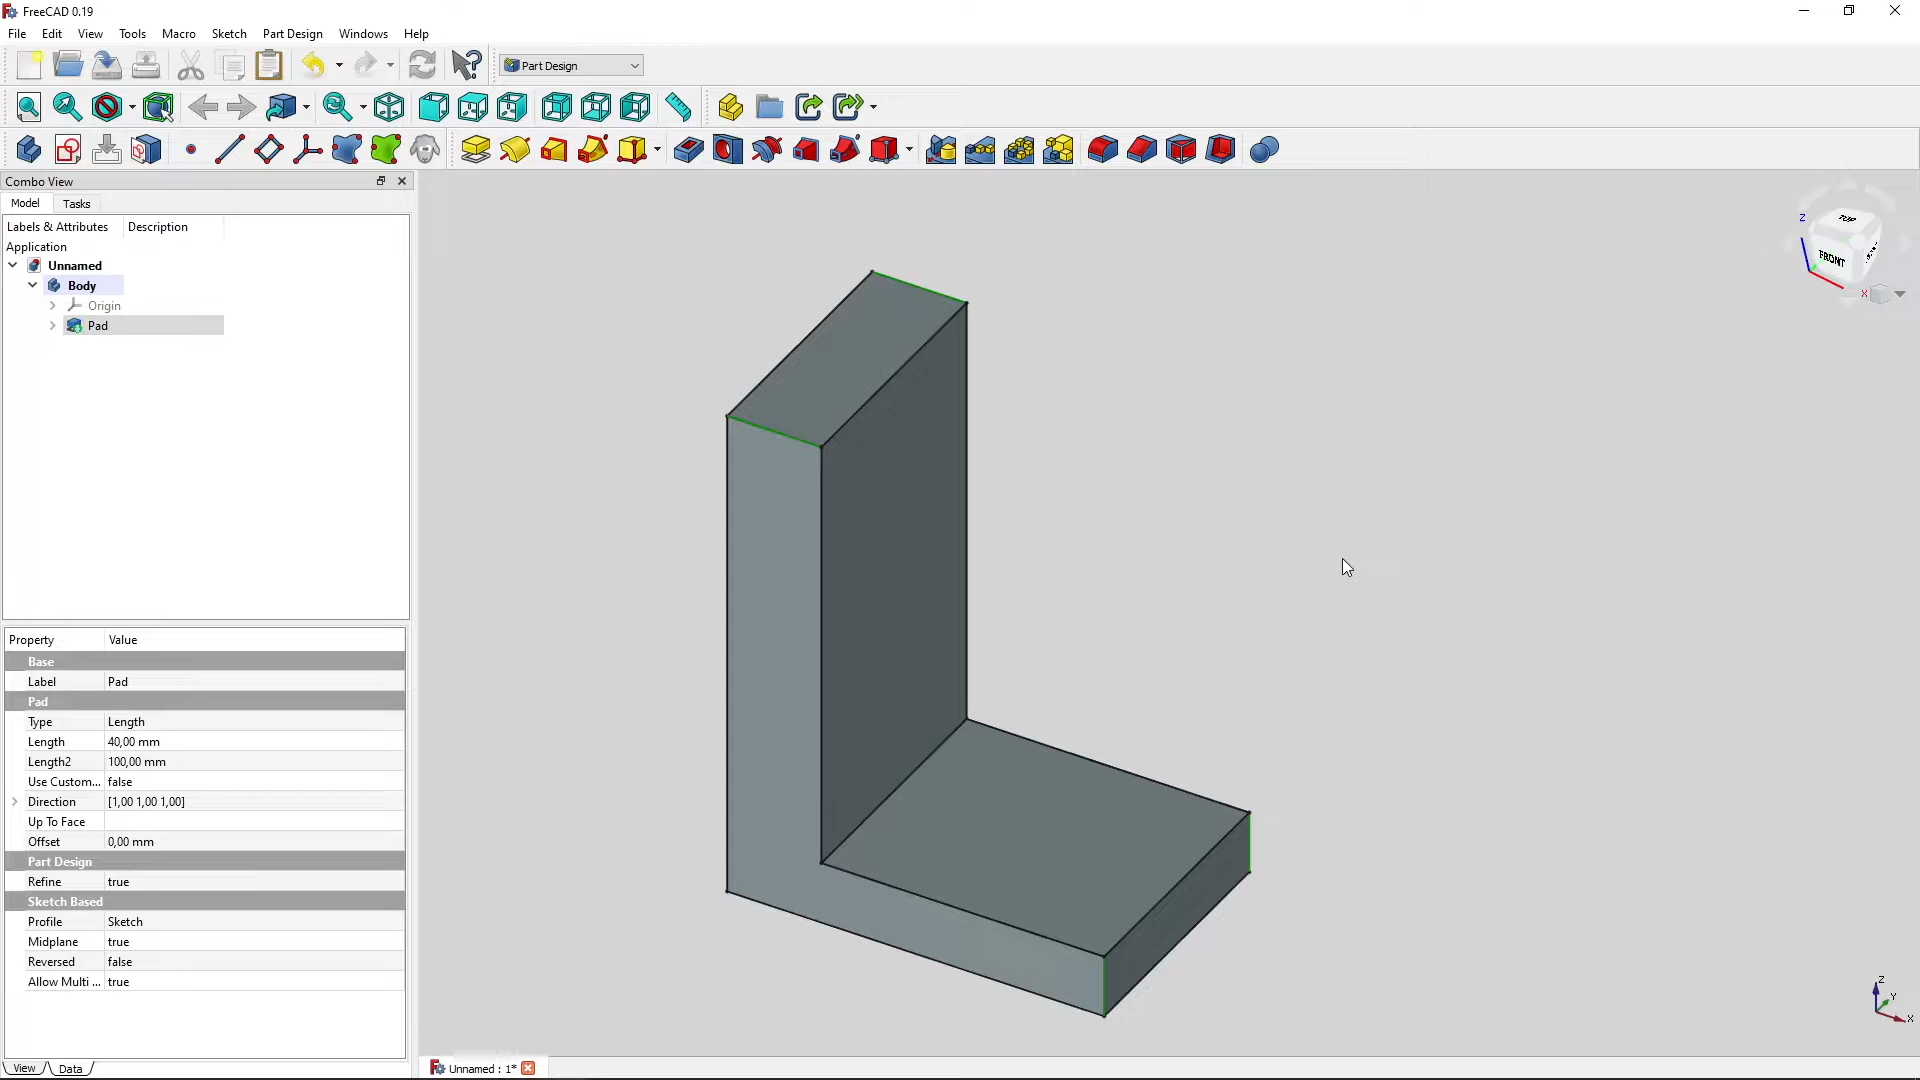 FreeCAD 0.19
File Edit View Tools Macro Sketch Part Design Windows Help
Part Design
Combo View
Model Tasks
Labels & Attributes Description
Application
Unnamed
Body
Origin
Pad
Property Value
Base
Label Pad
Pad
Type Length
Length 40,00 mm
Length2 100,00 mm
Use Custom... false
Direction [1,00 1,00 1,00]
Up To Face
Offset 0,00 mm
Part Design
Refine true
Sketch Based
Profile Sketch
Midplane true
Reversed false
Allow Multi ... true
View Data
Unnamed : 1*
TOP
Z
FRONT
X
Z
Y
X